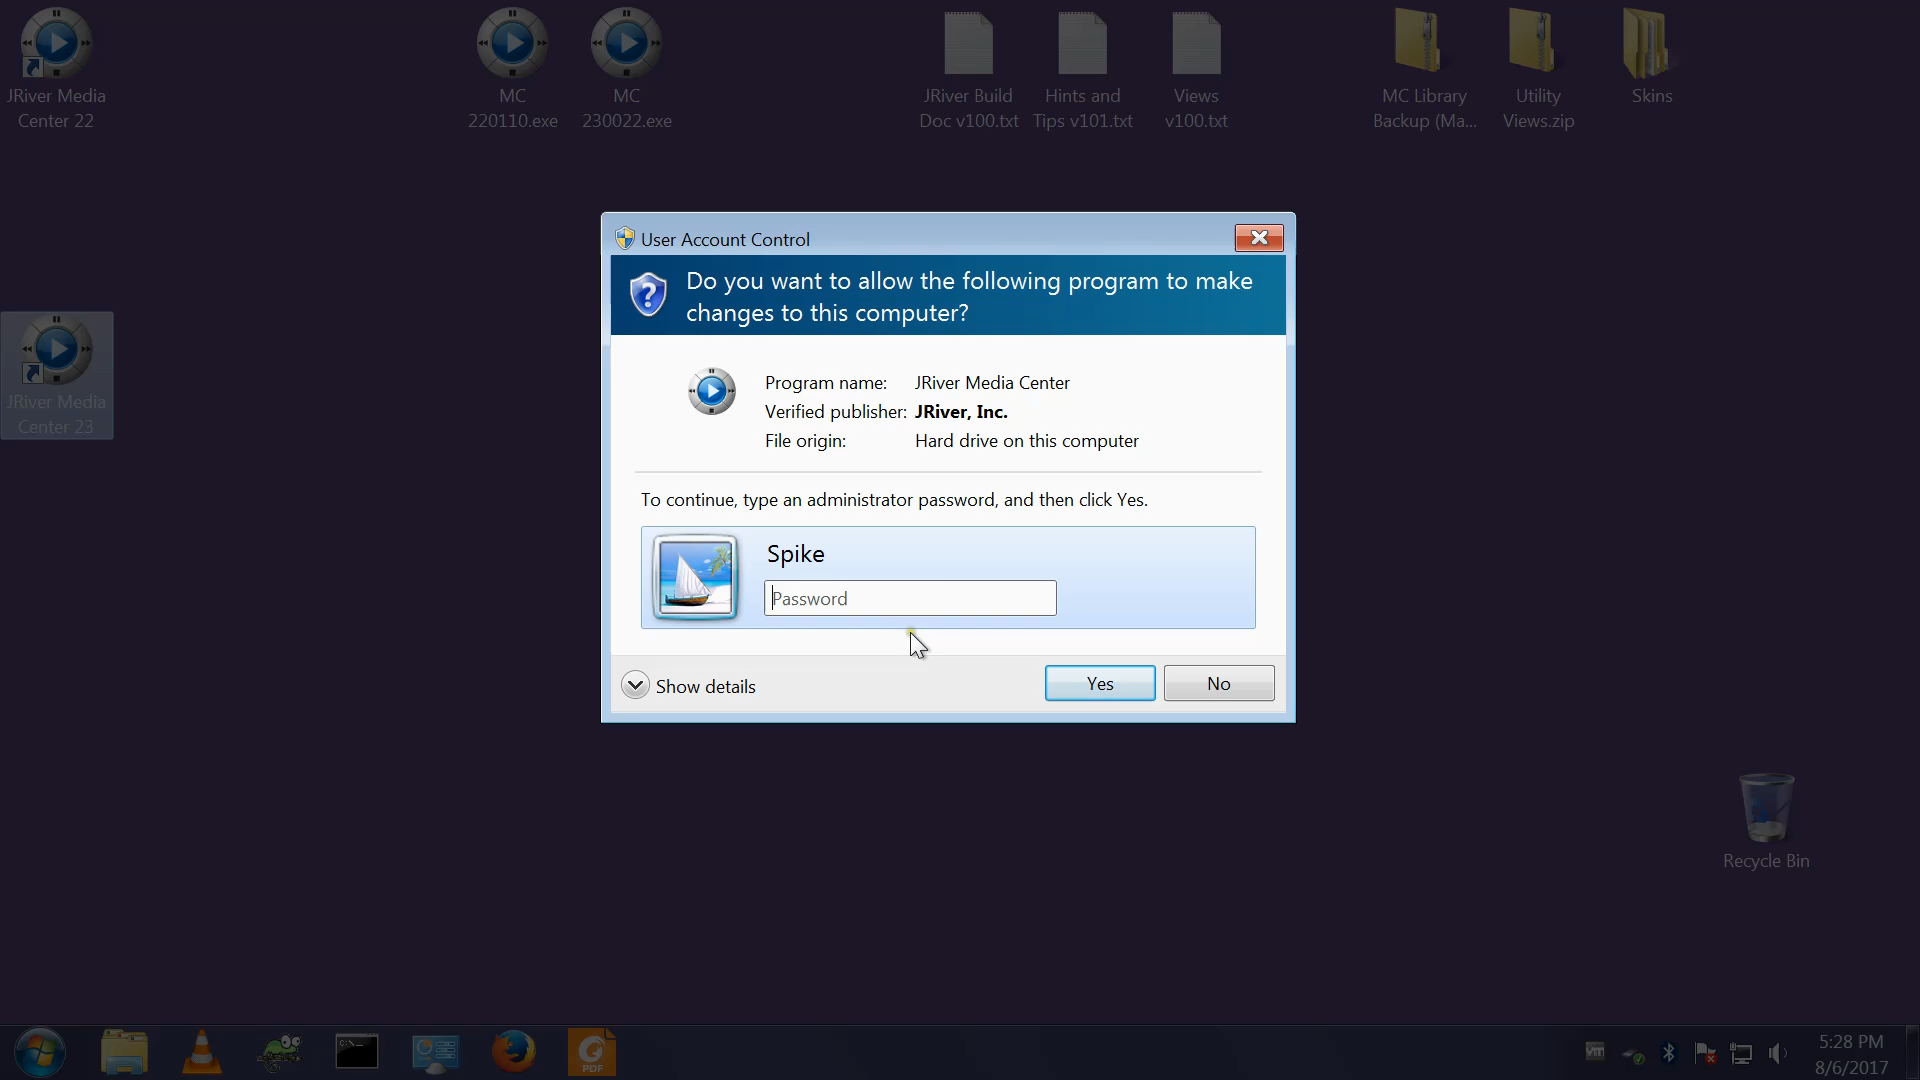 JRiver Media
Center 22
MC
220110.exe
MC
230022.exe
JRiver Build
Doc v100.txt
Hints and
Tips v101.txt
Views
v100.txt
MC Library
Backup (Ma...
Utility
Views.zip
Skins
JRiver Media
Center 23
User Account Control
Do you want to allow the following program to make
changes to this computer?
Program name: JRiver Media Center
Verified publisher: JRiver, Inc.
File origin: Hard drive on this computer
To continue, type an administrator password, and then click Yes.
Spike
Password
Show details
Yes
No
Recycle Bin
C:\
PDF
vm
5:28 PM
8/6/2017